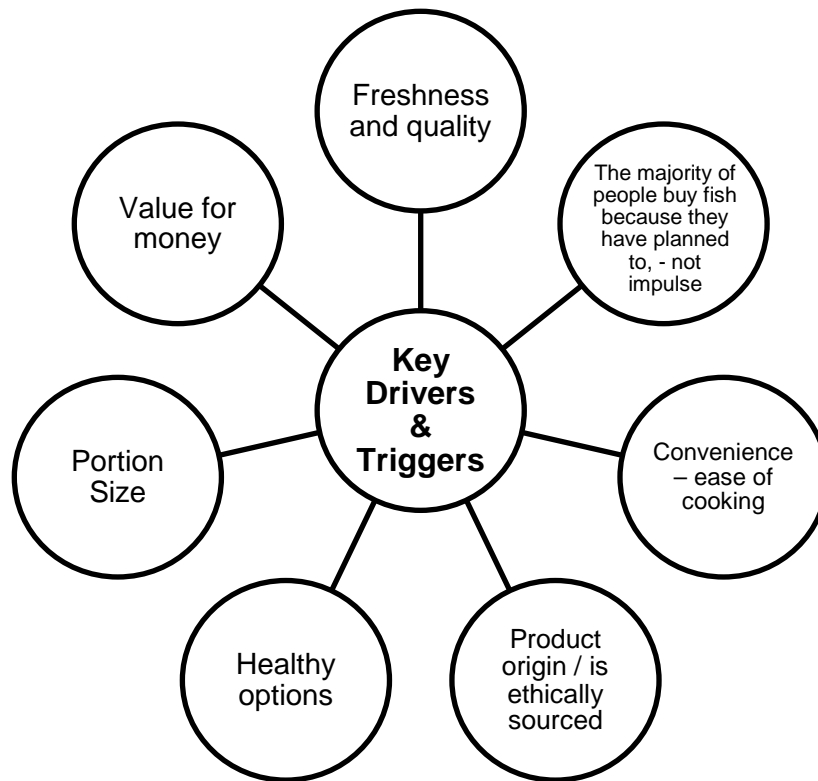 Freshness
and quality
The majority of
people buy fish
because they
have planned
to, - not
impulse
Value for
money
Key
Drivers
&
Triggers
Convenience
– ease of
cooking
Portion
Size
Product
origin / is
ethically
sourced
Healthy
options